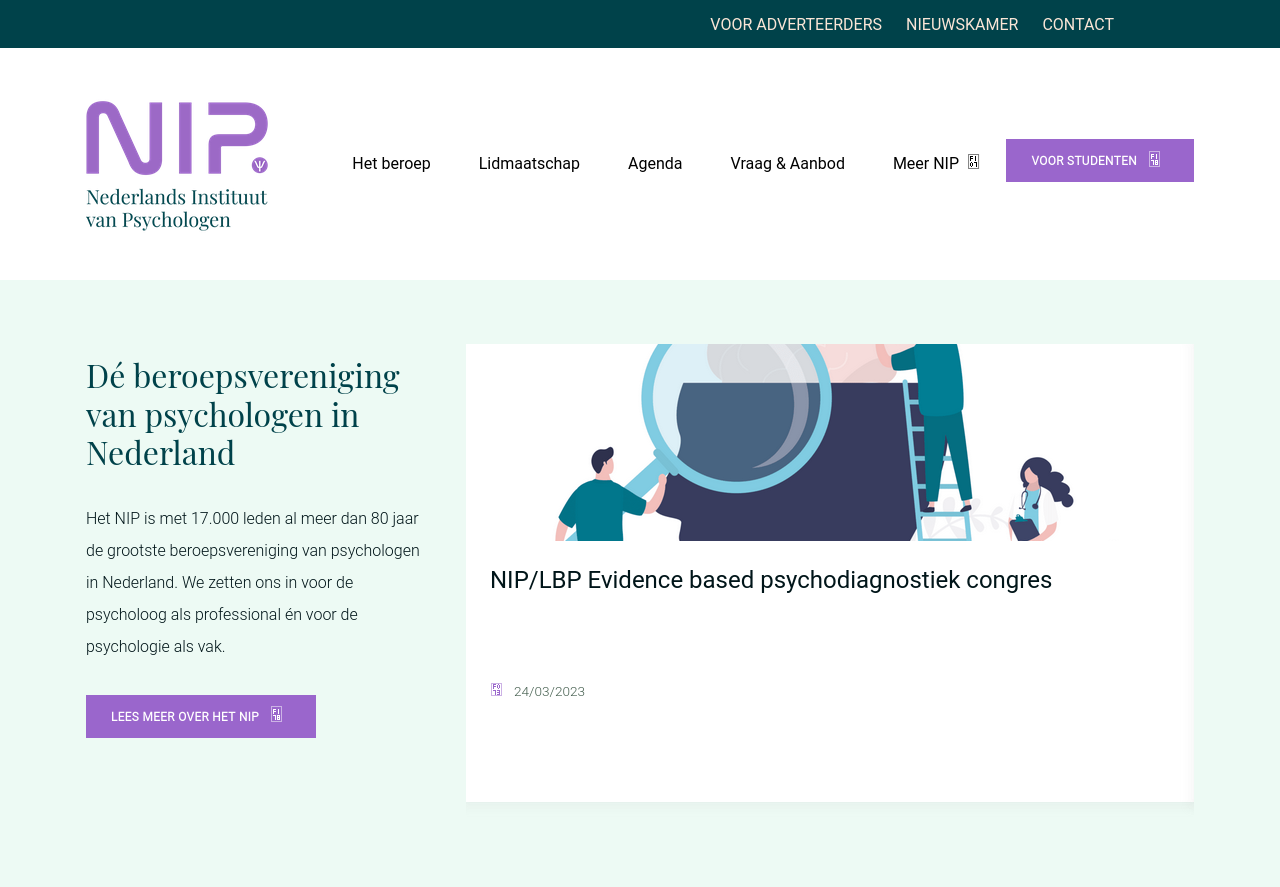 VOOR ADVERTEERDERS NIEUWSKAMER CONTACT
NIP
Nederlands Instituut
van Psychologen
Het beroep Lidmaatschap Agenda Vraag & Aanbod Meer NIP VOOR STUDENTEN
Dé beroepsvereniging
van psychologen in
Nederland
Het NIP is met 17.000 leden al meer dan 80 jaar
de grootste beroepsvereniging van psychologen
in Nederland. We zetten ons in voor de
psycholoog als professional én voor de
psychologie als vak.
LEES MEER OVER HET NIP
NIP/LBP Evidence based psychodiagnostiek congres
24/03/2023